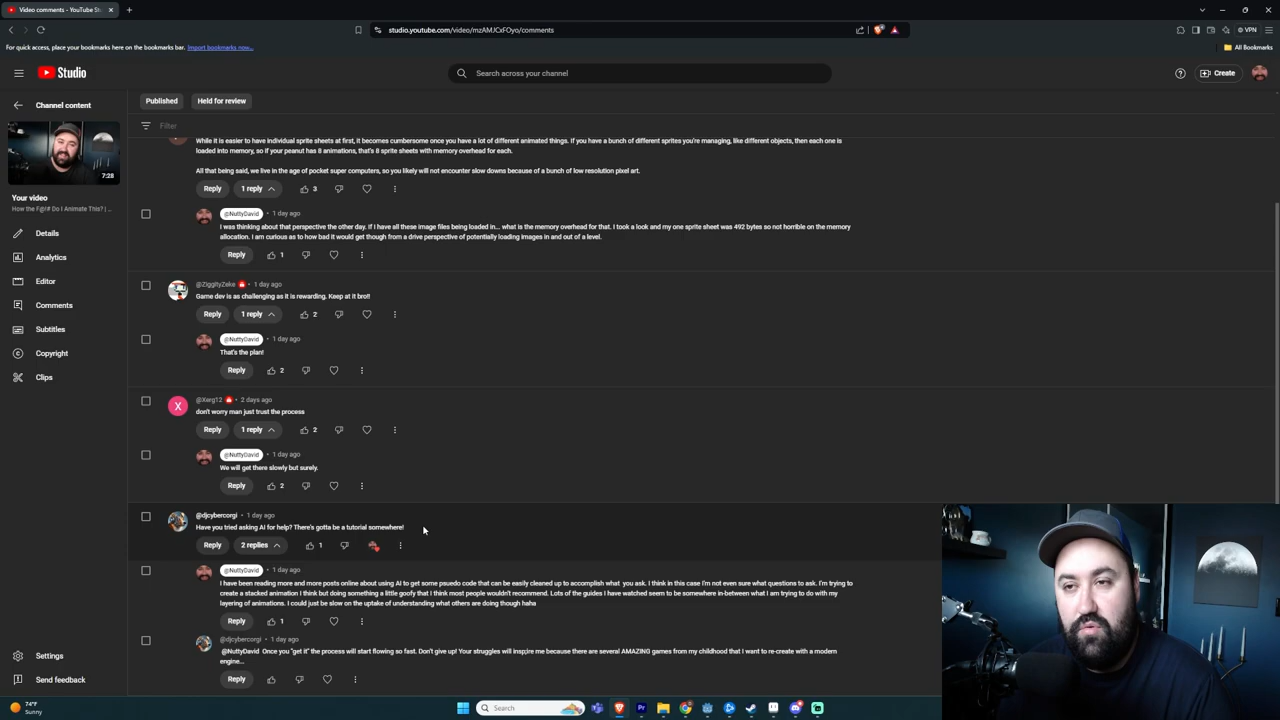 Video comments - YouTube St
studio.youtube.com/video/mzAMJCxFOyo/comments
VPN
For quick access, place your bookmarks here on the bookmarks bar. Import bookmarks now...
All Bookmarks
Studio
Search across your channel
Create
Channel content
Published
Held for review
Filter
7:28
Your video
How the F@!# Do I Animate This? | ...
Details
Analytics
Editor
Comments
Subtitles
Copyright
Clips
Settings
Send feedback
While it is easier to have individual sprite sheets at first, it becomes cumbersome once you have a lot of different animated things. If you have a bunch of different sprites you're managing, like different objects, then each one is
loaded into memory, so if your peanut has 8 animations, that's 8 sprite sheets with memory overhead for each.
All that being said, we live in the age of pocket super computers, so you likely will not encounter slow downs because of a bunch of low resolution pixel art.
Reply 1 reply 3
@NuttyDavid • 1 day ago
I was thinking about that perspective the other day. If I have all these image files being loaded in... what is the memory overhead for that. I took a look and my one sprite sheet was 492 bytes so not horrible on the memory
allocation. I am curious as to how bad it would get though from a drive perspective of potentially loading images in and out of a level.
Reply 1
@ZiggityZeke • 1 day ago
Game dev is as challenging as it is rewarding. Keep at it bro!!
Reply 1 reply 2
@NuttyDavid • 1 day ago
That's the plan!
Reply 2
X
@Xerg12 • 2 days ago
don't worry man just trust the process
Reply 1 reply 2
@NuttyDavid • 1 day ago
We will get there slowly but surely.
Reply 2
@djcybercorgi • 1 day ago
Have you tried asking AI for help? There's gotta be a tutorial somewhere!
Reply 2 replies 1
@NuttyDavid • 1 day ago
I have been reading more and more posts online about using AI to get some psuedo code that can be easily cleaned up to accomplish what you ask. I think in this case I'm not even sure what questions to ask. I'm trying to
create a stacked animation I think but doing something a little goofy that I think most people wouldn't recommend. Lots of the guides I have watched seem to be somewhere in-between what I am trying to do with my
layering of animations. I could just be slow on the uptake of understanding what others are doing though haha
Reply 1
@djcybercorgi • 1 day ago
@NuttyDavid Once you "get it" the process will start flowing so fast. Don't give up! Your struggles will inspire me because there are several AMAZING games from my childhood that I want to re-create with a modern
engine...
Reply
74°F
Sunny
Search